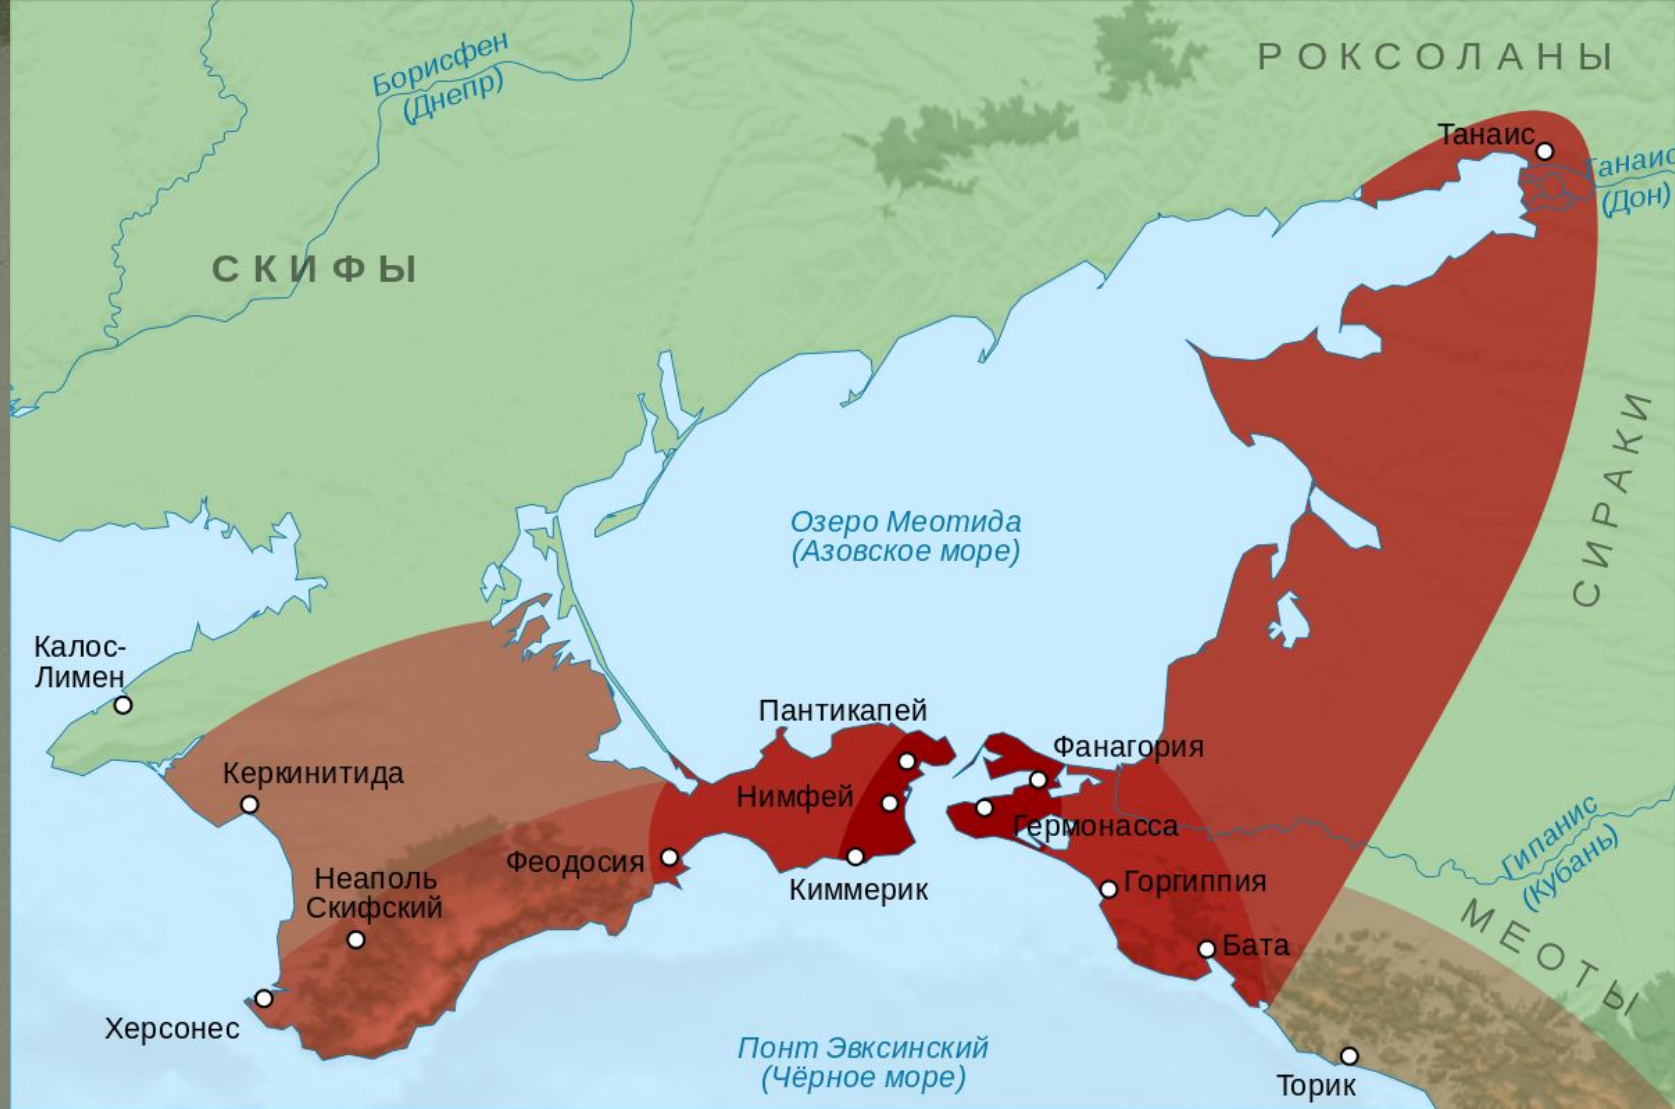 Борисфен
(Днепр)
РОКСОЛАНЫ
Танаис
Танаис
(Дон)
СКИФЫ
СИРАКИ
Озеро Меотида
(Азовское море)
Калос-
Лимен
Пантикапей
Фанагория
Керкинитида
Нимфей
Гермонасса
Гипанис
(Кубань)
Феодосия
Киммерик
Горгиппия
Неаполь
Скифский
МЕОТЫ
Бата
Херсонес
Понт Эвксинский
(Чёрное море)
Торик